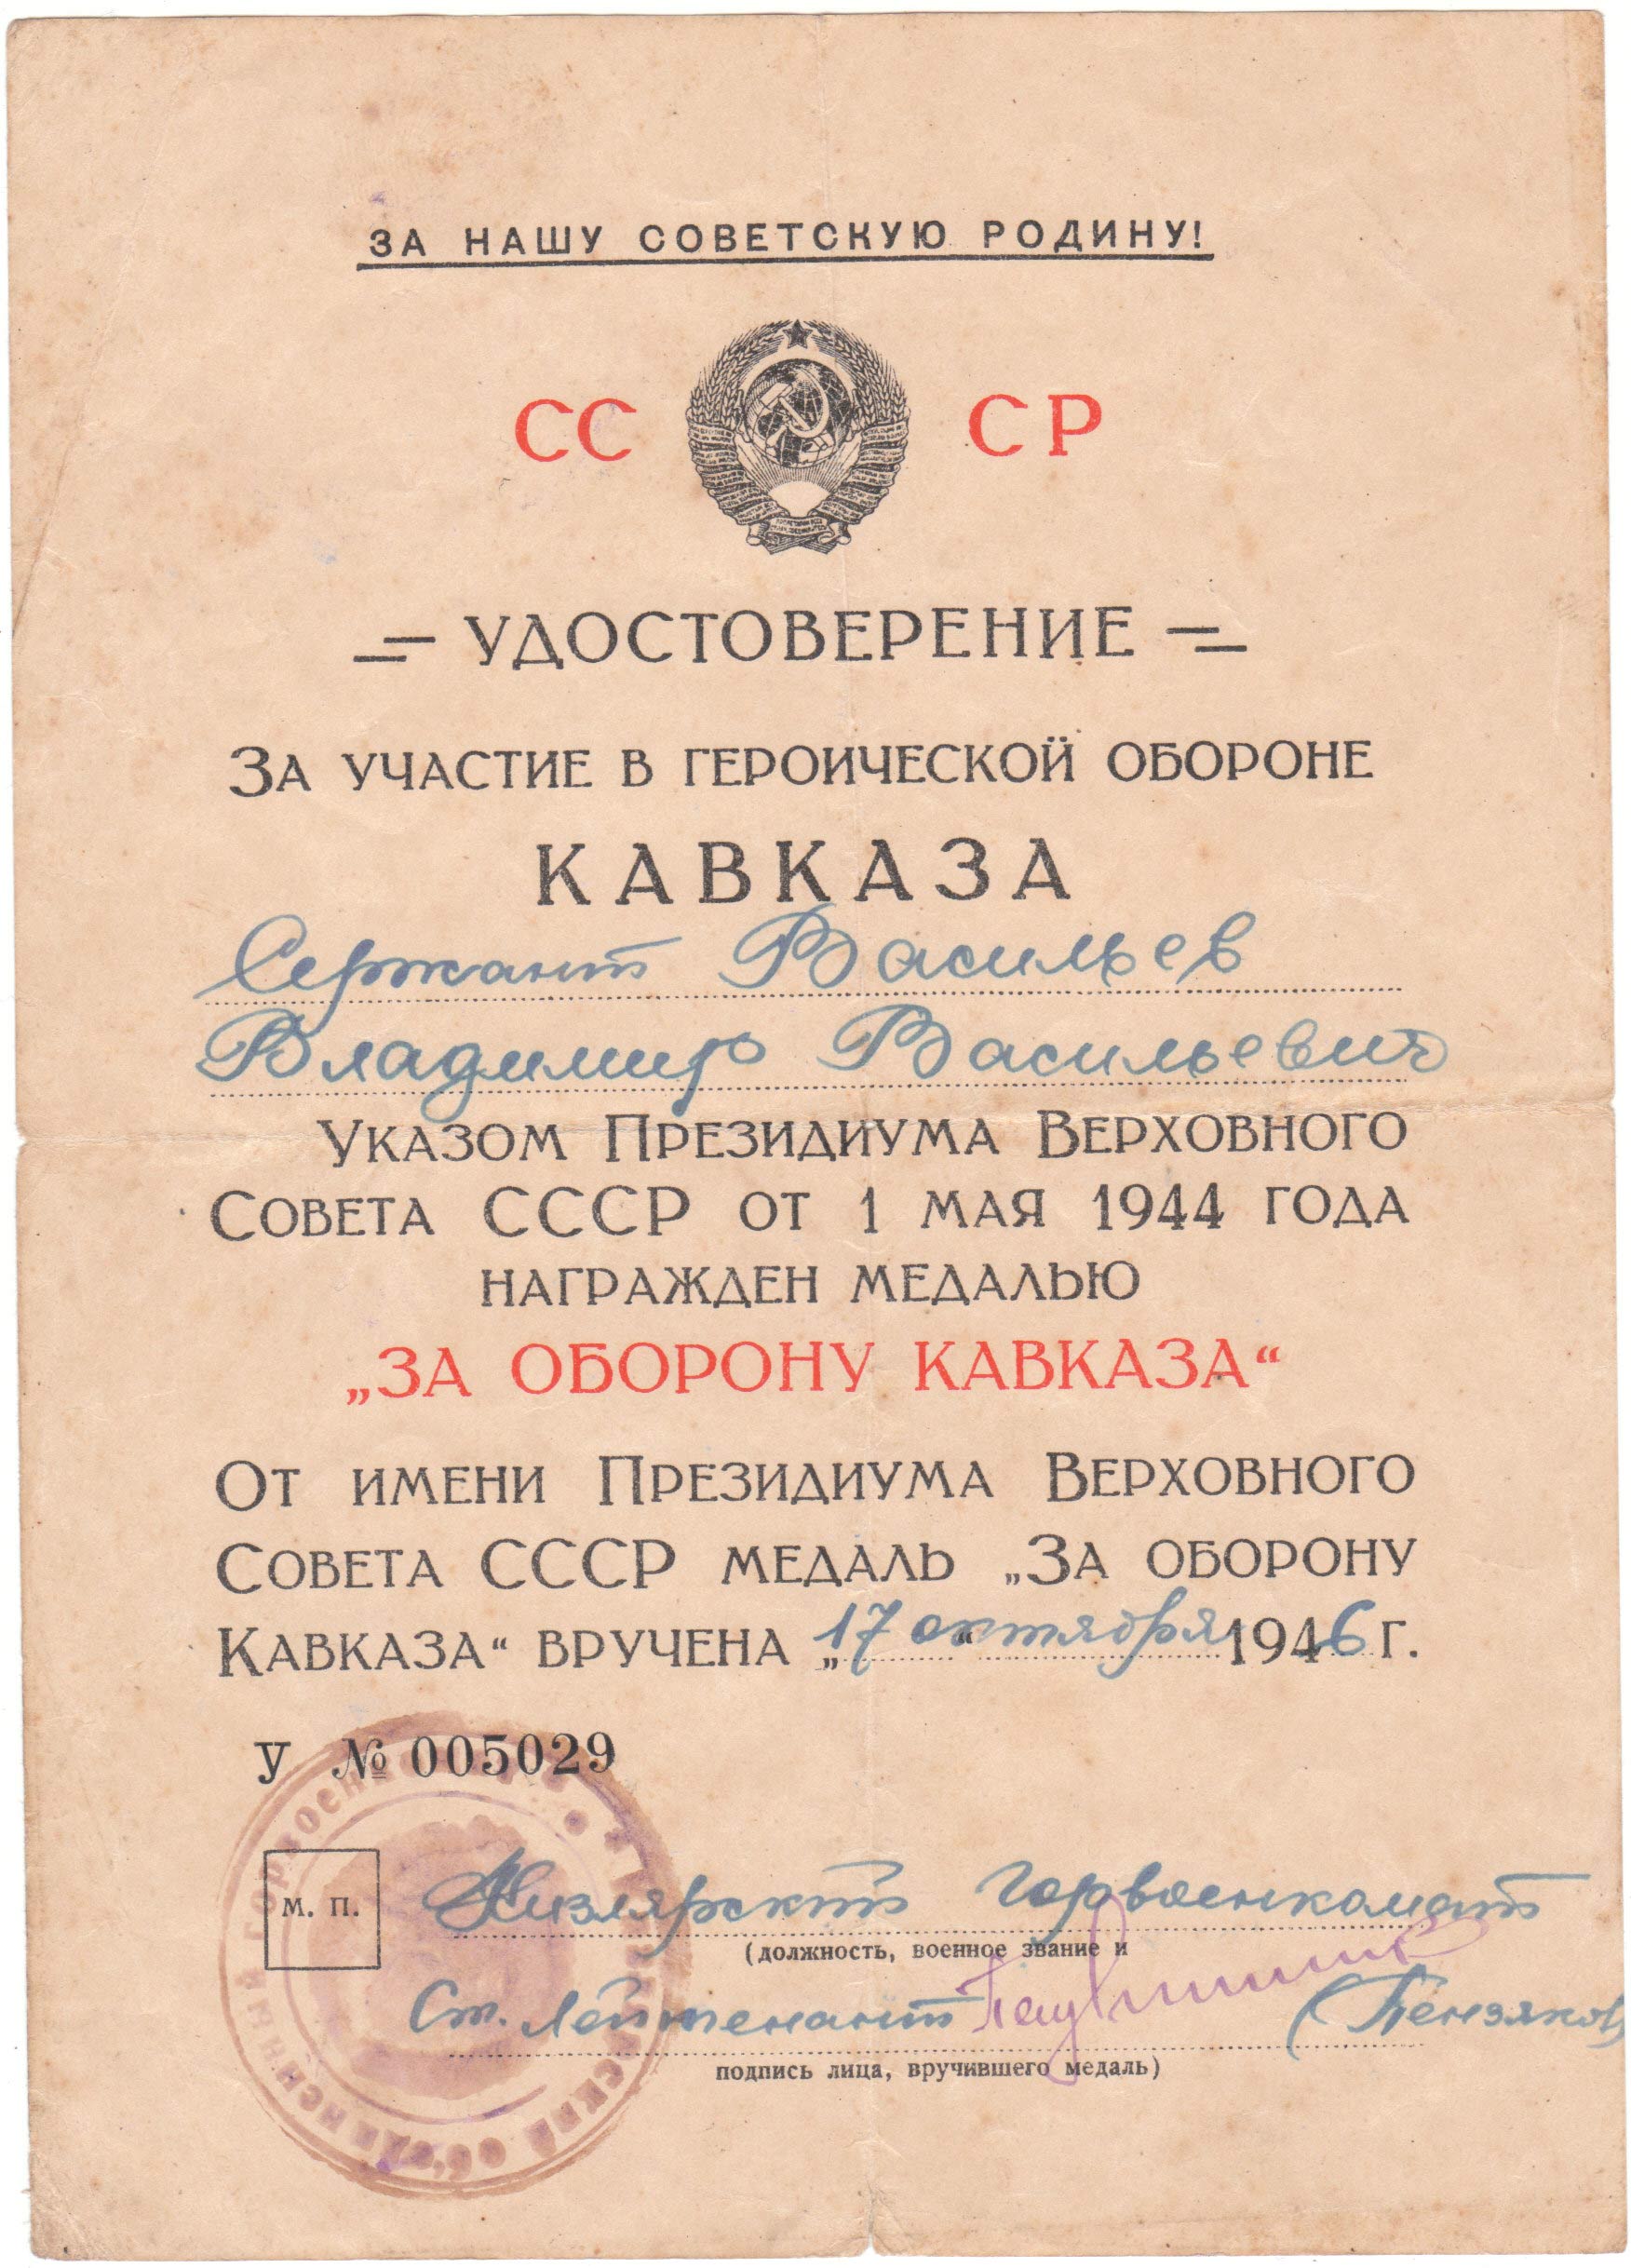 ЗА НАШУ СОВЕТСКУЮ РОДИНУ!
СС СР
УДОСТОВЕРЕНИЕ
ЗА УЧАСТИЕ В ГЕРОИЧЕСКОЙ ОБОРОНЕ
КАВКАЗА
Сержант Васильев
Владимир Васильевич
УКАЗОМ ПРЕЗИДИУМА ВЕРХОВНОГО
СОВЕТА СССР ОТ 1 МАЯ 1944 ГОДА
НАГРАЖДЕН МЕДАЛЬЮ
„ЗА ОБОРОНУ КАВКАЗА“
ОТ ИМЕНИ ПРЕЗИДИУМА ВЕРХОВНОГО
СОВЕТА СССР МЕДАЛЬ „ЗА ОБОРОНУ
КАВКАЗА“ ВРУЧЕНА „17“ октября 1946 Г.
У № 005029
М. П.
Кизлярский Горвоенкомат
(должность, военное звание и
Ст. Лейтенант (Пензяков)
подпись лица, вручившего медаль)